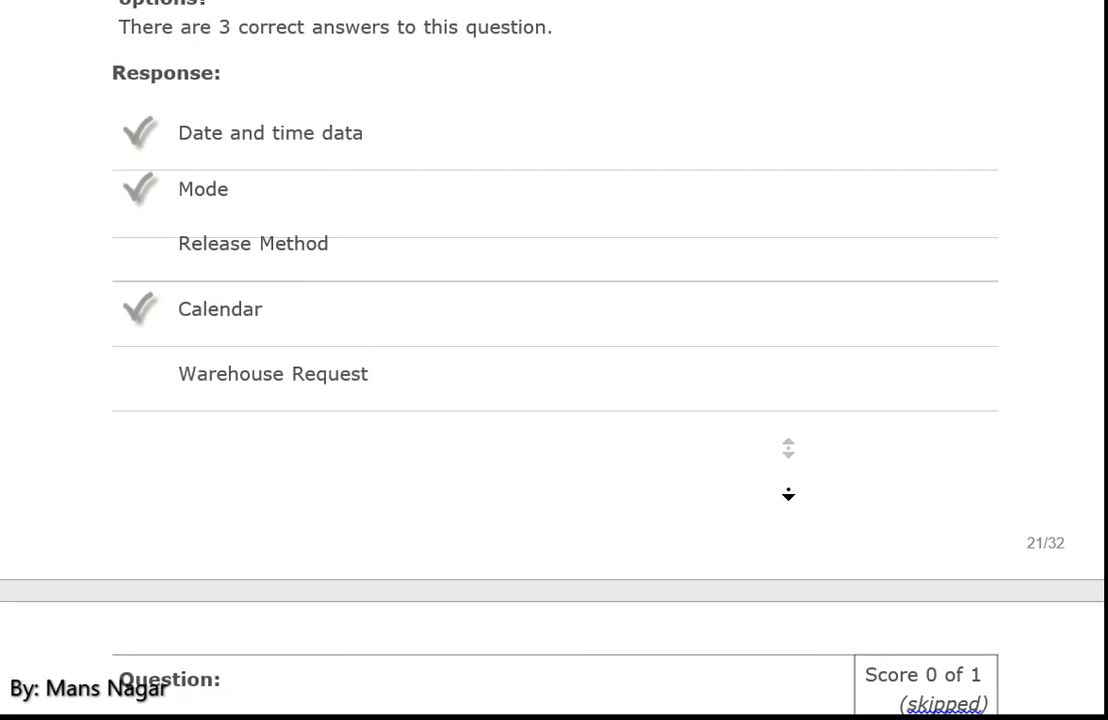 options?
There are 3 correct answers to this question.
Response:
Date and time data
Mode
Release Method
Calendar
Warehouse Request
21/32
Question:
Score 0 of 1
(skipped)
By: Mans Nagar